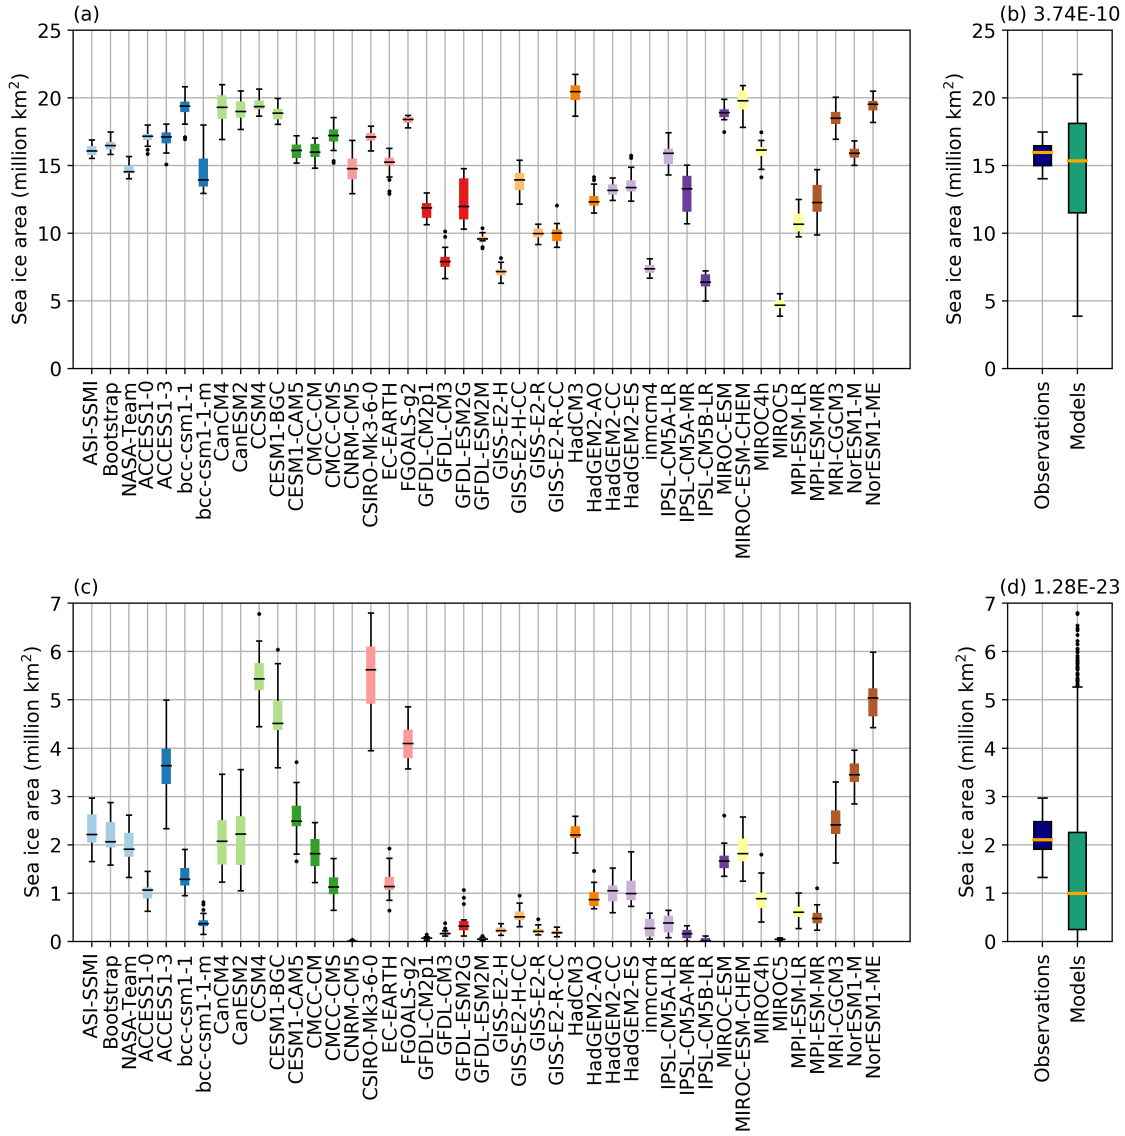 (a)
(b) 3.74E-10
Sea ice area (million km²)
25
20
15
10
5
0
ASI-SSMI
Bootstrap
NASA-Team
ACCESS1-0
ACCESS1-3
bcc-csm1-1
bcc-csm1-1-m
CanCM4
CanESM2
CCSM4
CESM1-BGC
CESM1-CAM5
CMCC-CM
CMCC-CMS
CNRM-CM5
CSIRO-Mk3-6-0
EC-EARTH
FGOALS-g2
GFDL-CM2p1
GFDL-CM3
GFDL-ESM2G
GFDL-ESM2M
GISS-E2-H
GISS-E2-H-CC
GISS-E2-R
GISS-E2-R-CC
HadCM3
HadGEM2-AO
HadGEM2-CC
HadGEM2-ES
inmcm4
IPSL-CM5A-LR
IPSL-CM5A-MR
IPSL-CM5B-LR
MIROC-ESM
MIROC-ESM-CHEM
MIROC4h
MIROC5
MPI-ESM-LR
MPI-ESM-MR
MRI-CGCM3
NorESM1-M
NorESM1-ME
Sea ice area (million km²)
25
20
15
10
5
0
Observations
Models
(c)
(d) 1.28E-23
Sea ice area (million km²)
7
6
5
4
3
2
1
0
ASI-SSMI
Bootstrap
NASA-Team
ACCESS1-0
ACCESS1-3
bcc-csm1-1
bcc-csm1-1-m
CanCM4
CanESM2
CCSM4
CESM1-BGC
CESM1-CAM5
CMCC-CM
CMCC-CMS
CNRM-CM5
CSIRO-Mk3-6-0
EC-EARTH
FGOALS-g2
GFDL-CM2p1
GFDL-CM3
GFDL-ESM2G
GFDL-ESM2M
GISS-E2-H
GISS-E2-H-CC
GISS-E2-R
GISS-E2-R-CC
HadCM3
HadGEM2-AO
HadGEM2-CC
HadGEM2-ES
inmcm4
IPSL-CM5A-LR
IPSL-CM5A-MR
IPSL-CM5B-LR
MIROC-ESM
MIROC-ESM-CHEM
MIROC4h
MIROC5
MPI-ESM-LR
MPI-ESM-MR
MRI-CGCM3
NorESM1-M
NorESM1-ME
Sea ice area (million km²)
7
6
5
4
3
2
1
0
Observations
Models